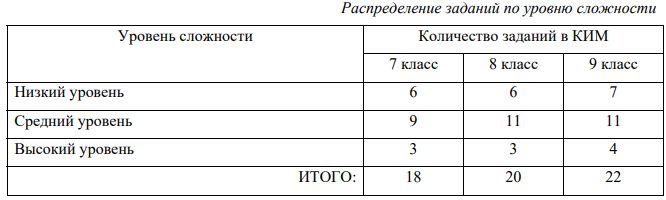 Распределение заданий по уровню сложности
Уровень сложности Количество заданий в КИМ
7 класс 8 класс 9 класс
Низкий уровень 6 6 7
Средний уровень 9 11 11
Высокий уровень 3 3 4
ИТОГО: 18 20 22